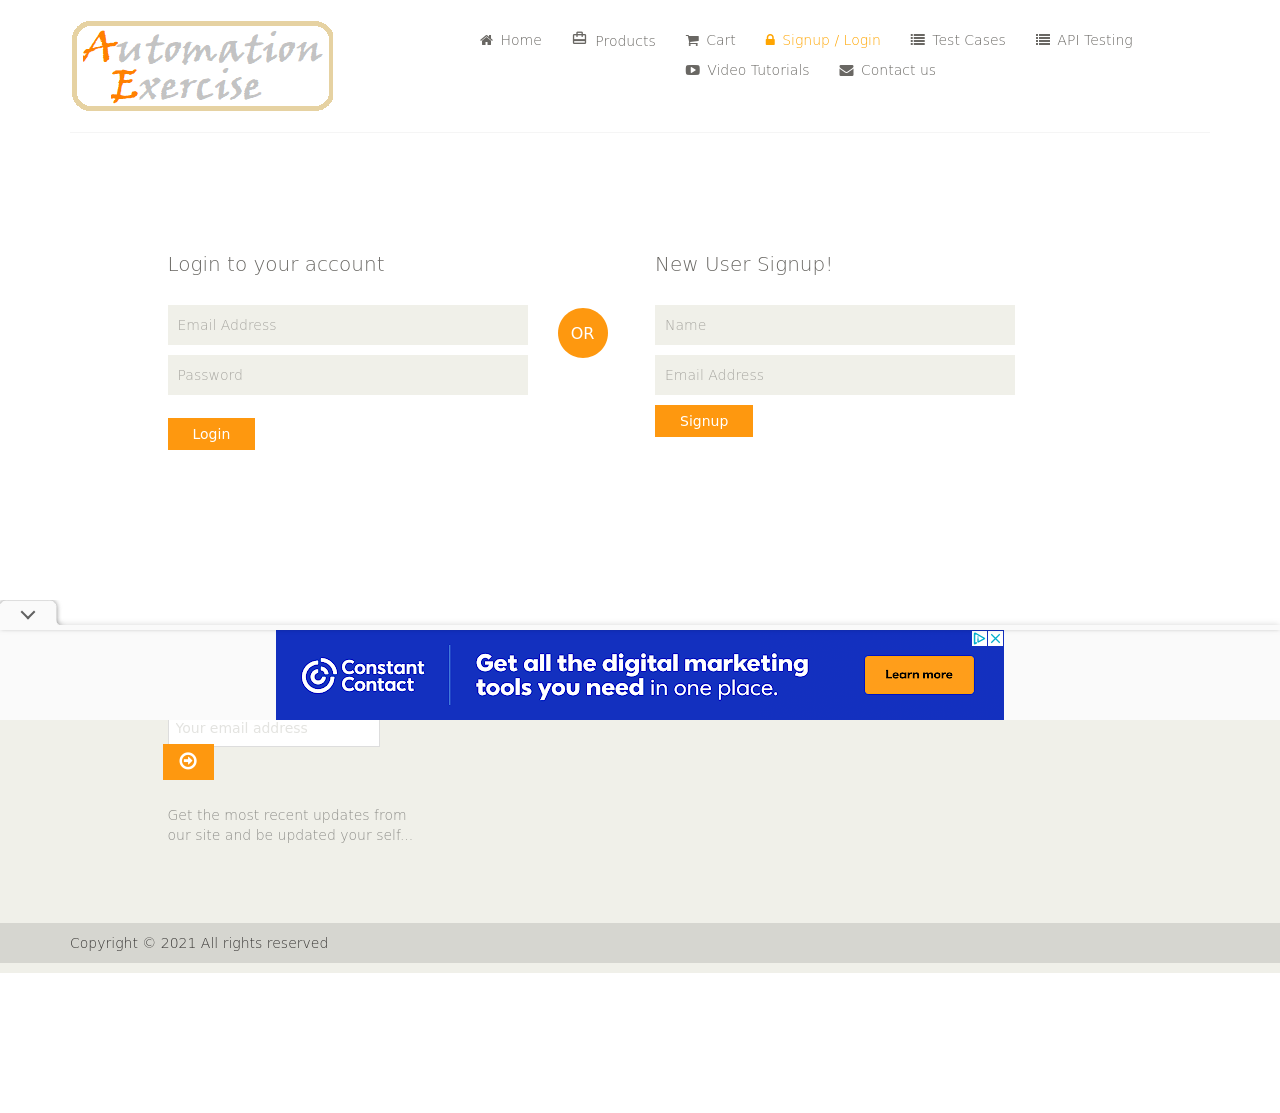 Automation
Exercise
Home
Products
Cart
Signup / Login
Test Cases
API Testing
Video Tutorials
Contact us
Login to your account
Email Address
Password
Login
OR
New User Signup!
Name
Email Address
Signup
Constant
Contact
Get all the digital marketing
tools you need in one place.
Learn more
Your email address
Get the most recent updates from
our site and be updated your self...
Copyright © 2021 All rights reserved